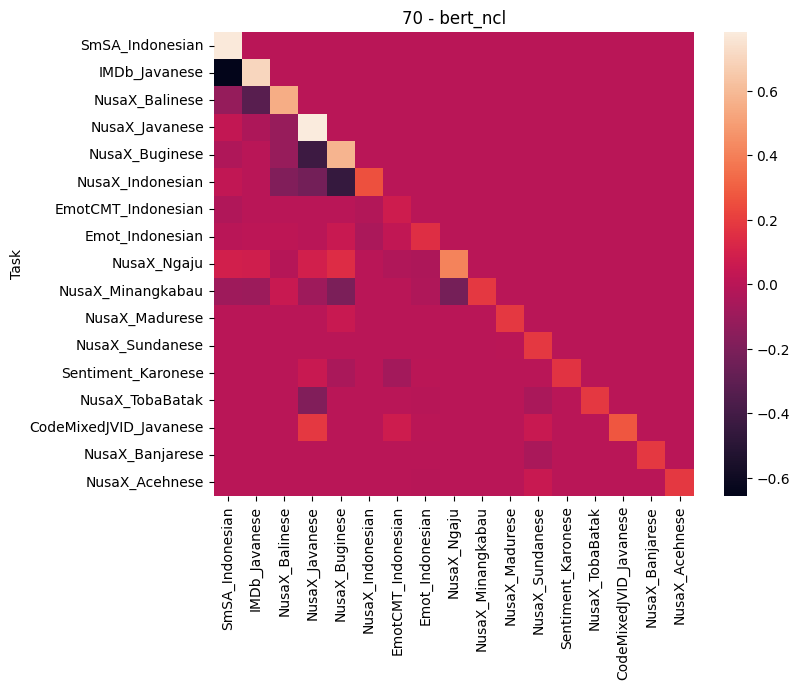 70 - bert_ncl
Task
SmSA_Indonesian
IMDb_Javanese
NusaX_Balinese
NusaX_Javanese
NusaX_Buginese
NusaX_Indonesian
EmotCMT_Indonesian
Emot_Indonesian
NusaX_Ngaju
NusaX_Minangkabau
NusaX_Madurese
NusaX_Sundanese
Sentiment_Karonese
NusaX_TobaBatak
CodeMixedJVID_Javanese
NusaX_Banjarese
NusaX_Acehnese
SmSA_Indonesian
IMDb_Javanese
NusaX_Balinese
NusaX_Javanese
NusaX_Buginese
NusaX_Indonesian
EmotCMT_Indonesian
Emot_Indonesian
NusaX_Ngaju
NusaX_Minangkabau
NusaX_Madurese
NusaX_Sundanese
Sentiment_Karonese
NusaX_TobaBatak
CodeMixedJVID_Javanese
NusaX_Banjarese
NusaX_Acehnese
0.6
0.4
0.2
0.0
−0.2
−0.4
−0.6